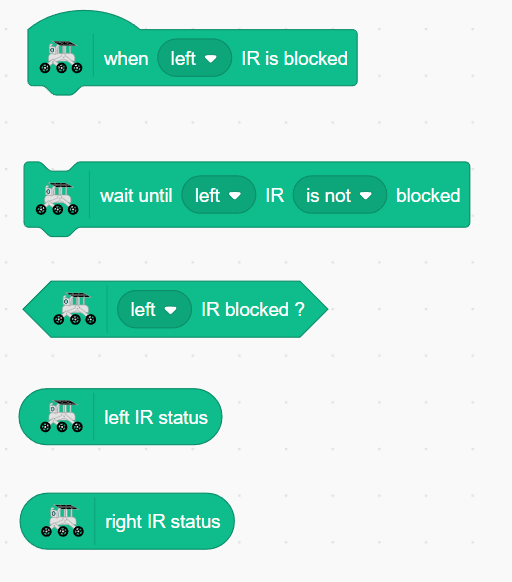 when left IR is blocked
wait until left IR is not blocked
left IR blocked ?
left IR status
right IR status